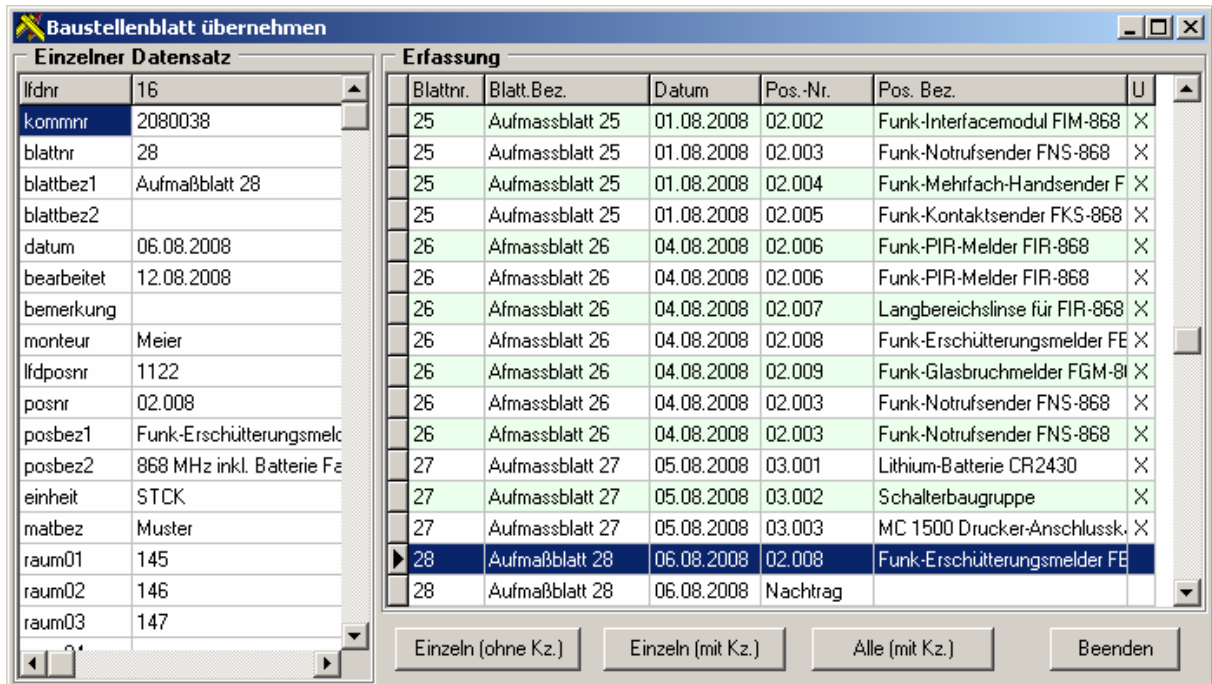 Baustellenblatt übernehmen
Einzelner Datensatz
lfdnr 16
kommnr 2080038
blattnr 28
blattbez1 Aufmaßblatt 28
blattbez2
datum 06.08.2008
bearbeitet 12.08.2008
bemerkung
monteur Meier
lfdposnr 1122
posnr 02.008
posbez1 Funk-Erschütterungsmeld
posbez2 868 MHz inkl. Batterie Fa
einheit STCK
matbez Muster
raum01 145
raum02 146
raum03 147
Erfassung
Blattnr. Blatt.Bez. Datum Pos.-Nr. Pos. Bez. U
25 Aufmassblatt 25 01.08.2008 02.002 Funk-Interfacemodul FIM-868 X
25 Aufmassblatt 25 01.08.2008 02.003 Funk-Notrufsender FNS-868 X
25 Aufmassblatt 25 01.08.2008 02.004 Funk-Mehrfach-Handsender F X
25 Aufmassblatt 25 01.08.2008 02.005 Funk-Kontaktsender FKS-868 X
26 Afmassblatt 26 04.08.2008 02.006 Funk-PIR-Melder FIR-868 X
26 Afmassblatt 26 04.08.2008 02.006 Funk-PIR-Melder FIR-868 X
26 Afmassblatt 26 04.08.2008 02.007 Langbereichslinse für FIR-868 X
26 Afmassblatt 26 04.08.2008 02.008 Funk-Erschütterungsmelder FE X
26 Afmassblatt 26 04.08.2008 02.009 Funk-Glasbruchmelder FGM-8 X
26 Afmassblatt 26 04.08.2008 02.003 Funk-Notrufsender FNS-868 X
26 Afmassblatt 26 04.08.2008 02.003 Funk-Notrufsender FNS-868 X
27 Aufmassblatt 27 05.08.2008 03.001 Lithium-Batterie CR2430 X
27 Aufmassblatt 27 05.08.2008 03.002 Schalterbaugruppe X
27 Aufmassblatt 27 05.08.2008 03.003 MC 1500 Drucker-Anschlussk X
28 Aufmaßblatt 28 06.08.2008 02.008 Funk-Erschütterungsmelder FE
28 Aufmaßblatt 28 06.08.2008 Nachtrag
Einzeln (ohne Kz.) Einzeln (mit Kz.) Alle (mit Kz.) Beenden